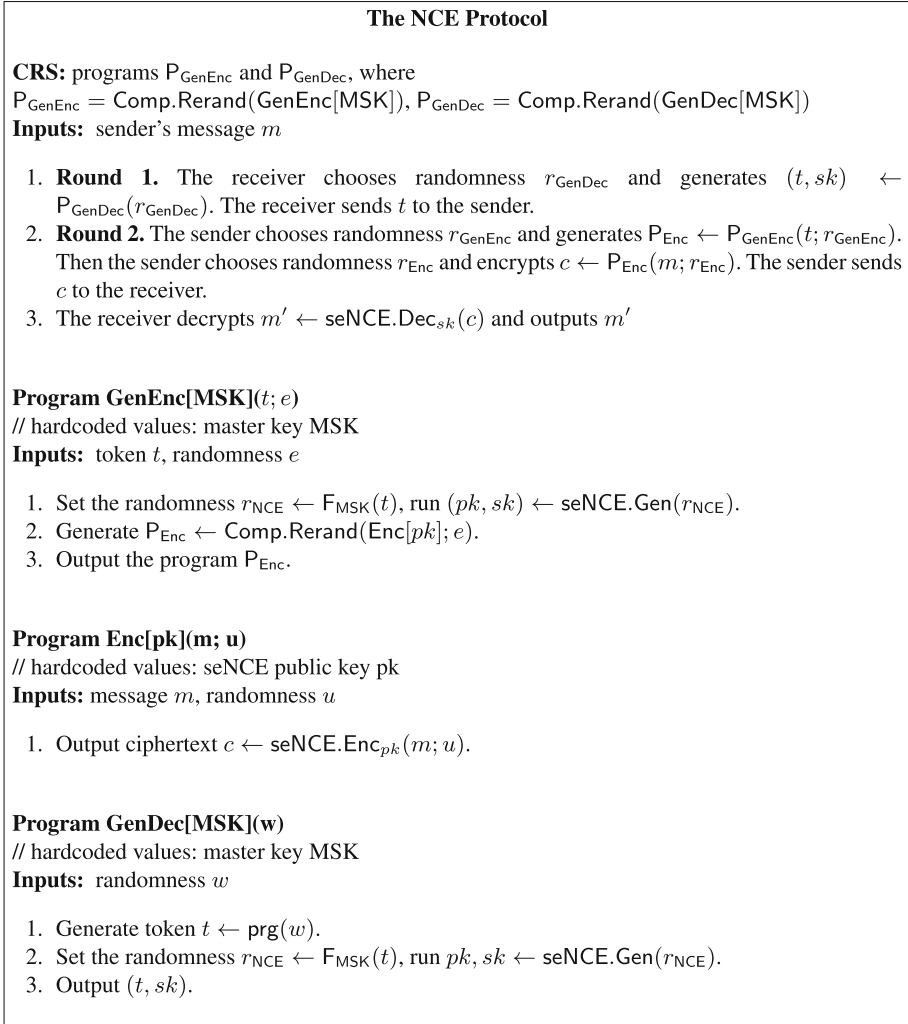 The NCE Protocol
CRS: programs P_GenEnc and P_GenDec, where
P_GenEnc = Comp.Rerand(GenEnc[MSK]), P_GenDec = Comp.Rerand(GenDec[MSK])
Inputs: sender's message m
1. Round 1. The receiver chooses randomness r_GenDec and generates (t, sk) ←
P_GenDec(r_GenDec). The receiver sends t to the sender.
2. Round 2. The sender chooses randomness r_GenEnc and generates P_Enc ← P_GenEnc(t; r_GenEnc).
Then the sender chooses randomness r_Enc and encrypts c ← P_Enc(m; r_Enc). The sender sends
c to the receiver.
3. The receiver decrypts m′ ← seNCE.Dec_sk(c) and outputs m′
Program GenEnc[MSK](t; e)
// hardcoded values: master key MSK
Inputs: token t, randomness e
1. Set the randomness r_NCE ← F_MSK(t), run (pk, sk) ← seNCE.Gen(r_NCE).
2. Generate P_Enc ← Comp.Rerand(Enc[pk]; e).
3. Output the program P_Enc.
Program Enc[pk](m; u)
// hardcoded values: seNCE public key pk
Inputs: message m, randomness u
1. Output ciphertext c ← seNCE.Enc_pk(m; u).
Program GenDec[MSK](w)
// hardcoded values: master key MSK
Inputs: randomness w
1. Generate token t ← prg(w).
2. Set the randomness r_NCE ← F_MSK(t), run pk, sk ← seNCE.Gen(r_NCE).
3. Output (t, sk).